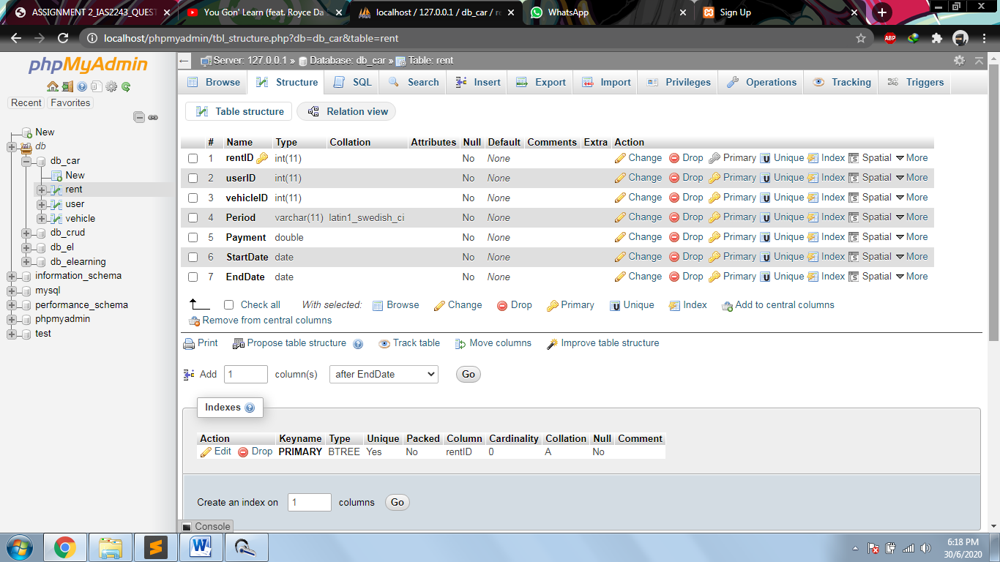 ASSIGNMENT 2_IAS2243_QUEST
You Gon' Learn (feat. Royce Da
localhost / 127.0.0.1 / db_car / re
WhatsApp
Sign Up
localhost/phpmyadmin/tbl_structure.php?db=db_car&table=rent
ABP
phpMyAdmin
Recent Favorites
New
db
db_car
New
rent
user
vehicle
db_crud
db_el
db_elearning
information_schema
mysql
performance_schema
phpmyadmin
test
Server: 127.0.0.1 » Database: db_car » Table: rent
Browse Structure SQL Search Insert Export Import Privileges Operations Tracking Triggers
Table structure Relation view
# Name Type Collation Attributes Null Default Comments Extra Action
1 rentID int(11) No None Change Drop Primary Unique Index Spatial More
2 userID int(11) No None Change Drop Primary Unique Index Spatial More
3 vehicleID int(11) No None Change Drop Primary Unique Index Spatial More
4 Period varchar(11) latin1_swedish_ci No None Change Drop Primary Unique Index Spatial More
5 Payment double No None Change Drop Primary Unique Index Spatial More
6 StartDate date No None Change Drop Primary Unique Index Spatial More
7 EndDate date No None Change Drop Primary Unique Index Spatial More
Check all With selected: Browse Change Drop Primary Unique Index Add to central columns
Remove from central columns
Print Propose table structure Track table Move columns Improve table structure
Add 1 column(s) after EndDate Go
Indexes
Action Keyname Type Unique Packed Column Cardinality Collation Null Comment
Edit Drop PRIMARY BTREE Yes No rentID 0 A No
Create an index on 1 columns Go
Console
6:18 PM
30/6/2020